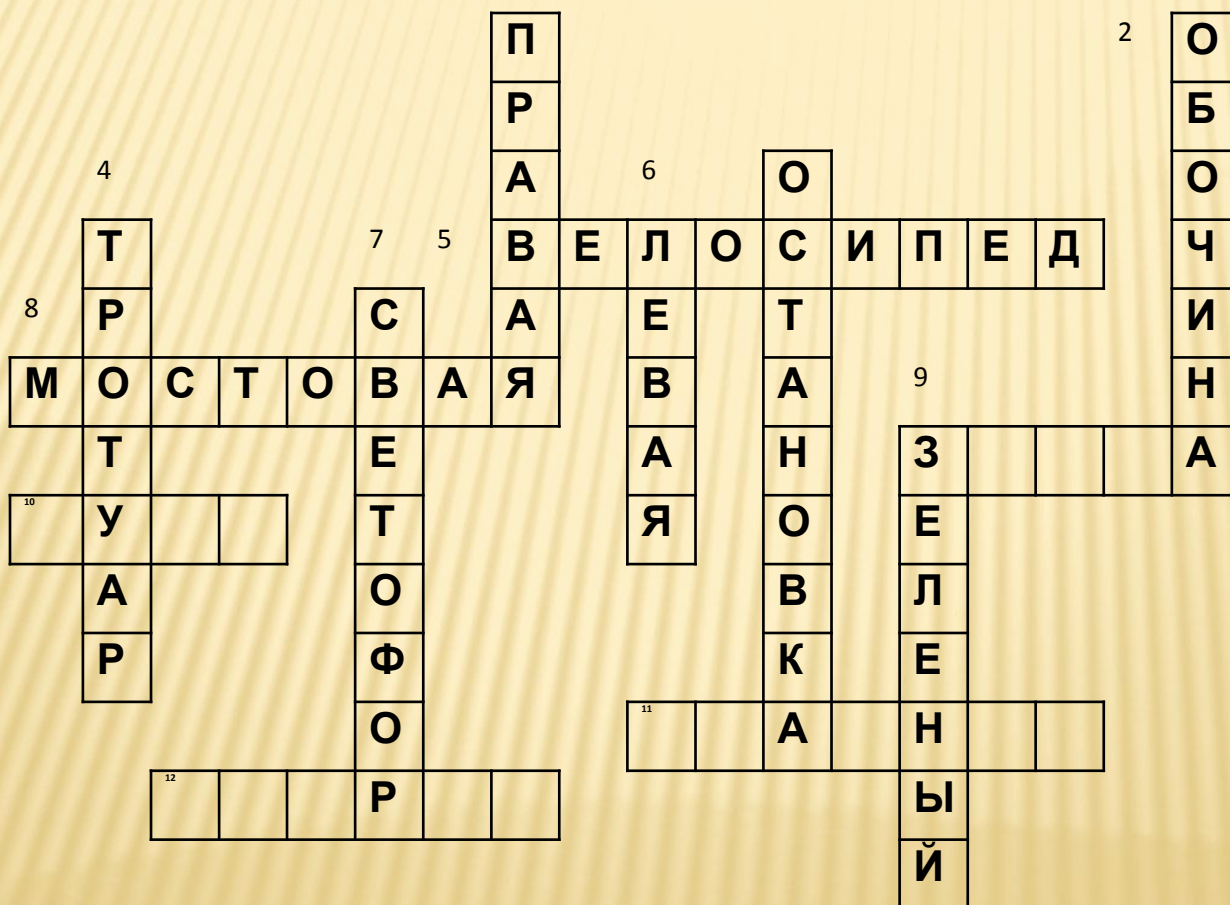 П 2 О
Р Б
4 А 6 О О
Т 7 5 В Е Л О С И П Е Д Ч
8 Р С А Е Т И
М О С Т О В А Я В А 9 Н
Т Е А Н З А
10 У Т Я О Е
А О В Л
Р Ф К Е
О 11 А Н
12 Р Ы
Й